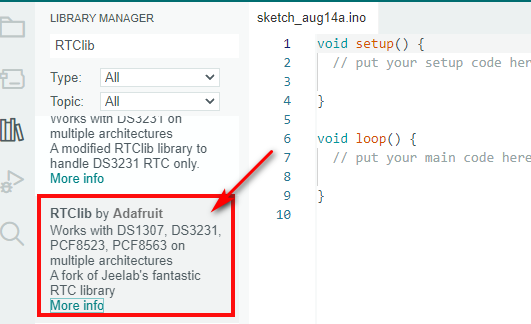 LIBRARY MANAGER
RTClib
Type: All
Topic: All
Works with DS3231 on
multiple architectures
A modified RTClib library to
handle DS3231 RTC only.
More info
RTClib by Adafruit
Works with DS1307, DS3231,
PCF8523, PCF8563 on
multiple architectures
A fork of Jeelab's fantastic
RTC library
More info
sketch_aug14a.ino
1 void setup() {
2 // put your setup code here
3
4 }
5
6 void loop() {
7 // put your main code here
8
9 }
10